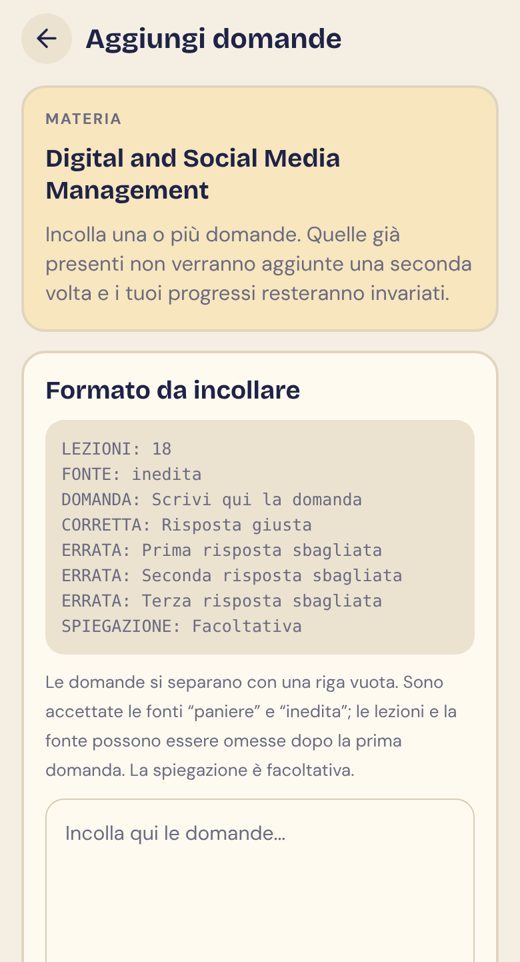 Aggiungi domande
MATERIA
Digital and Social Media
Management
Incolla una o più domande. Quelle già
presenti non verranno aggiunte una seconda
volta e i tuoi progressi resteranno invariati.
Formato da incollare
LEZIONI: 18
FONTE: inedita
DOMANDA: Scrivi qui la domanda
CORRETTA: Risposta giusta
ERRATA: Prima risposta sbagliata
ERRATA: Seconda risposta sbagliata
ERRATA: Terza risposta sbagliata
SPIEGAZIONE: Facoltativa
Le domande si separano con una riga vuota. Sono
accettate le fonti “paniere” e “inedita”; le lezioni e la
fonte possono essere omesse dopo la prima
domanda. La spiegazione è facoltativa.
Incolla qui le domande...